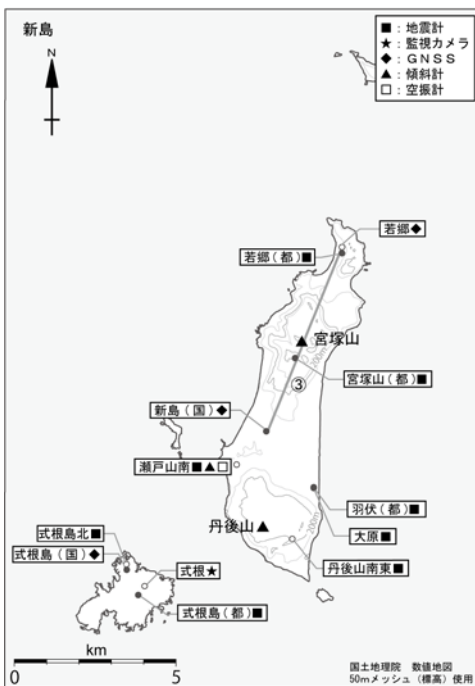 新島
■：地震計
★：監視カメラ
◆：GNSS
▲：傾斜計
□：空振計
N
若郷◆
若郷（都）■
宮塚山
200m
宮塚山（都）■
③
新島（国）◆
瀬戸山南■▲□
羽伏（都）■
丹後山
200m
大原■
式根島北■
式根島（国）◆
丹後山南東■
式根★
式根島（都）■
km
0 5
国土地理院 数値地図
50mメッシュ（標高）使用